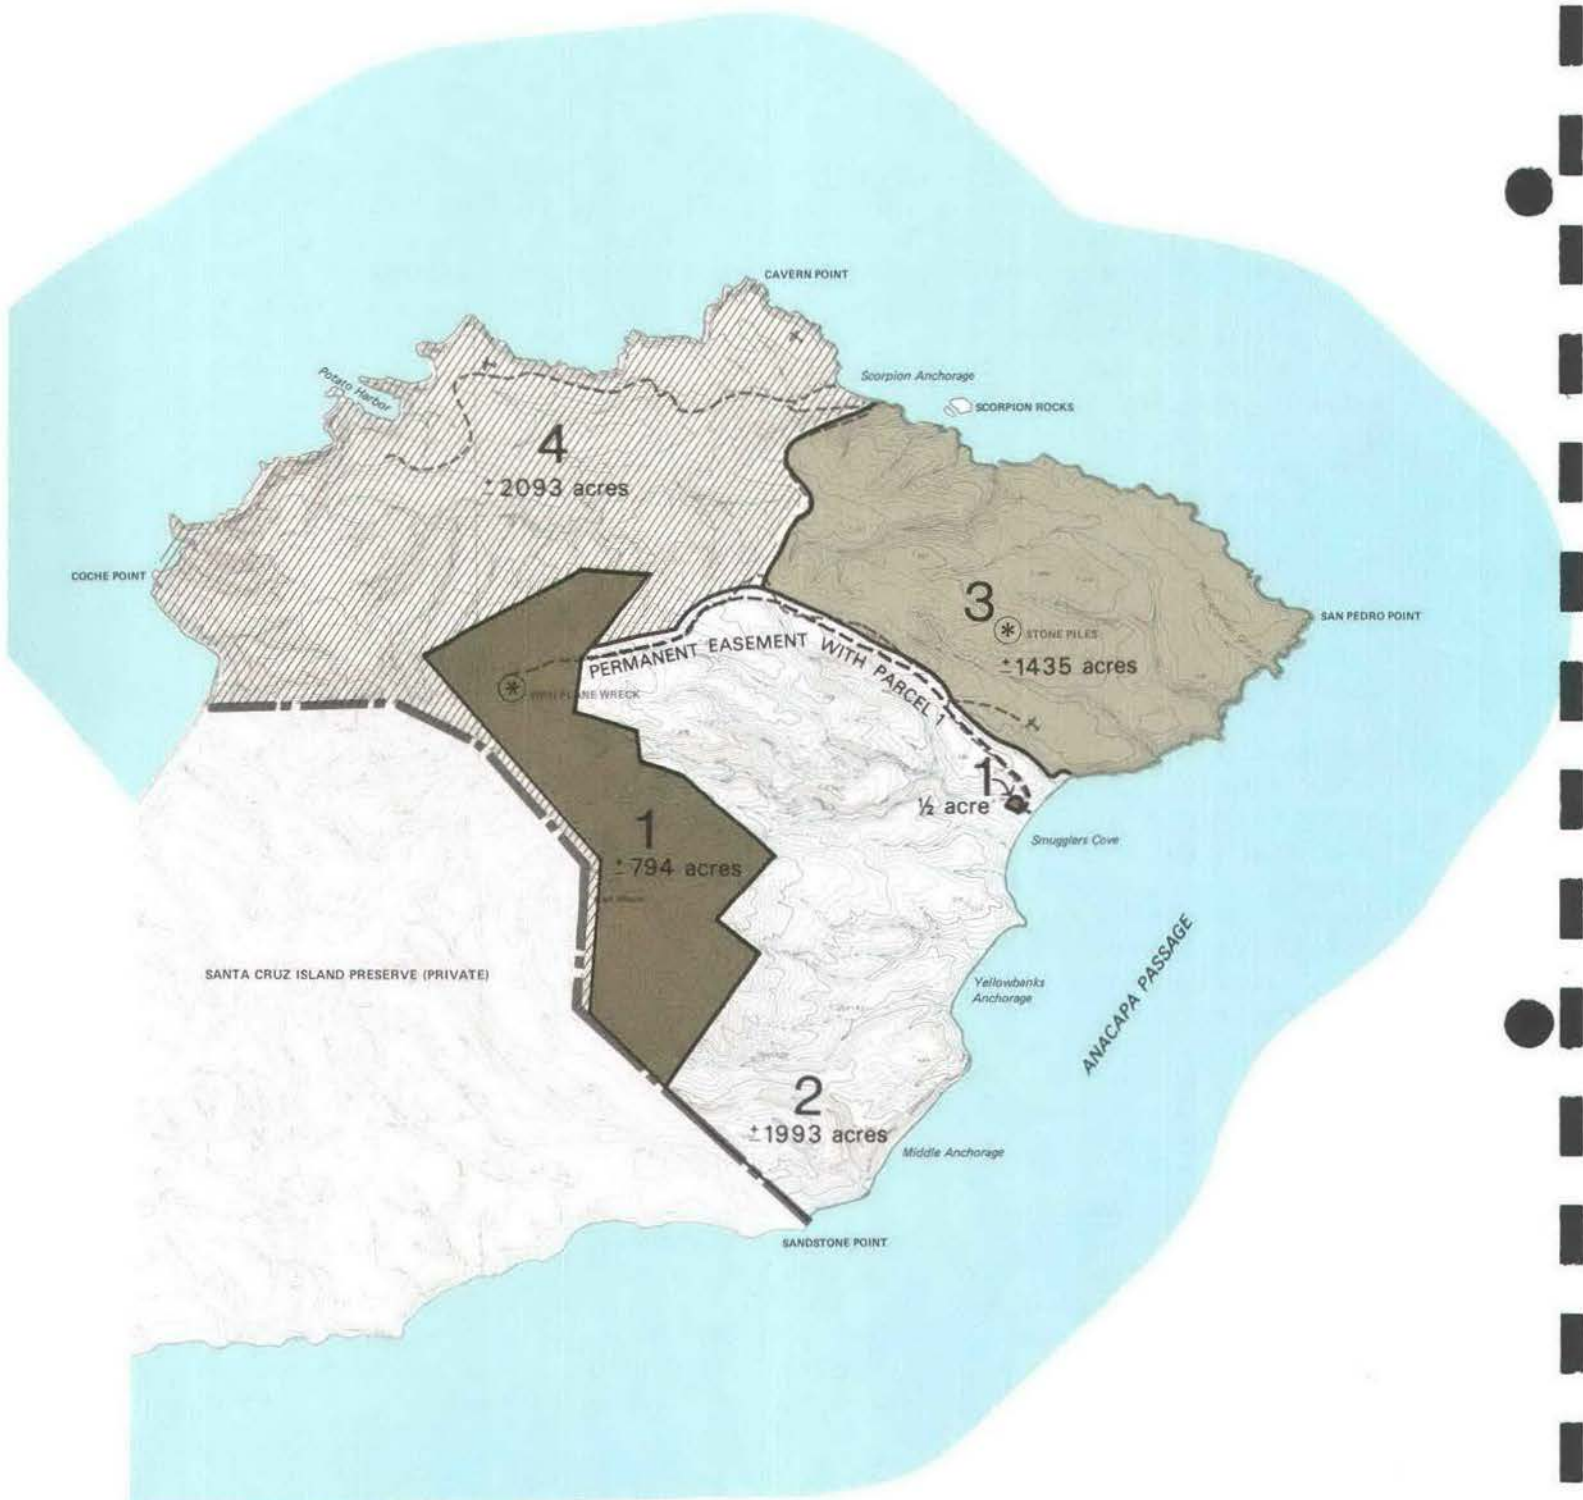 CAVERN POINT
Scorpion Anchorage
Potato Harbor
SCORPION ROCKS
4
±2093 acres
COCHE POINT
3
STONE PILES
SAN PEDRO POINT
±1435 acres
PERMANENT EASEMENT WITH PARCEL 1
PLANE WRECK
1
½ acre
Smugglers Cove
1
±794 acres
SANTA CRUZ ISLAND PRESERVE (PRIVATE)
Yellowbanks
Anchorage
ANACAPA PASSAGE
2
±1993 acres
Middle Anchorage
SANDSTONE POINT